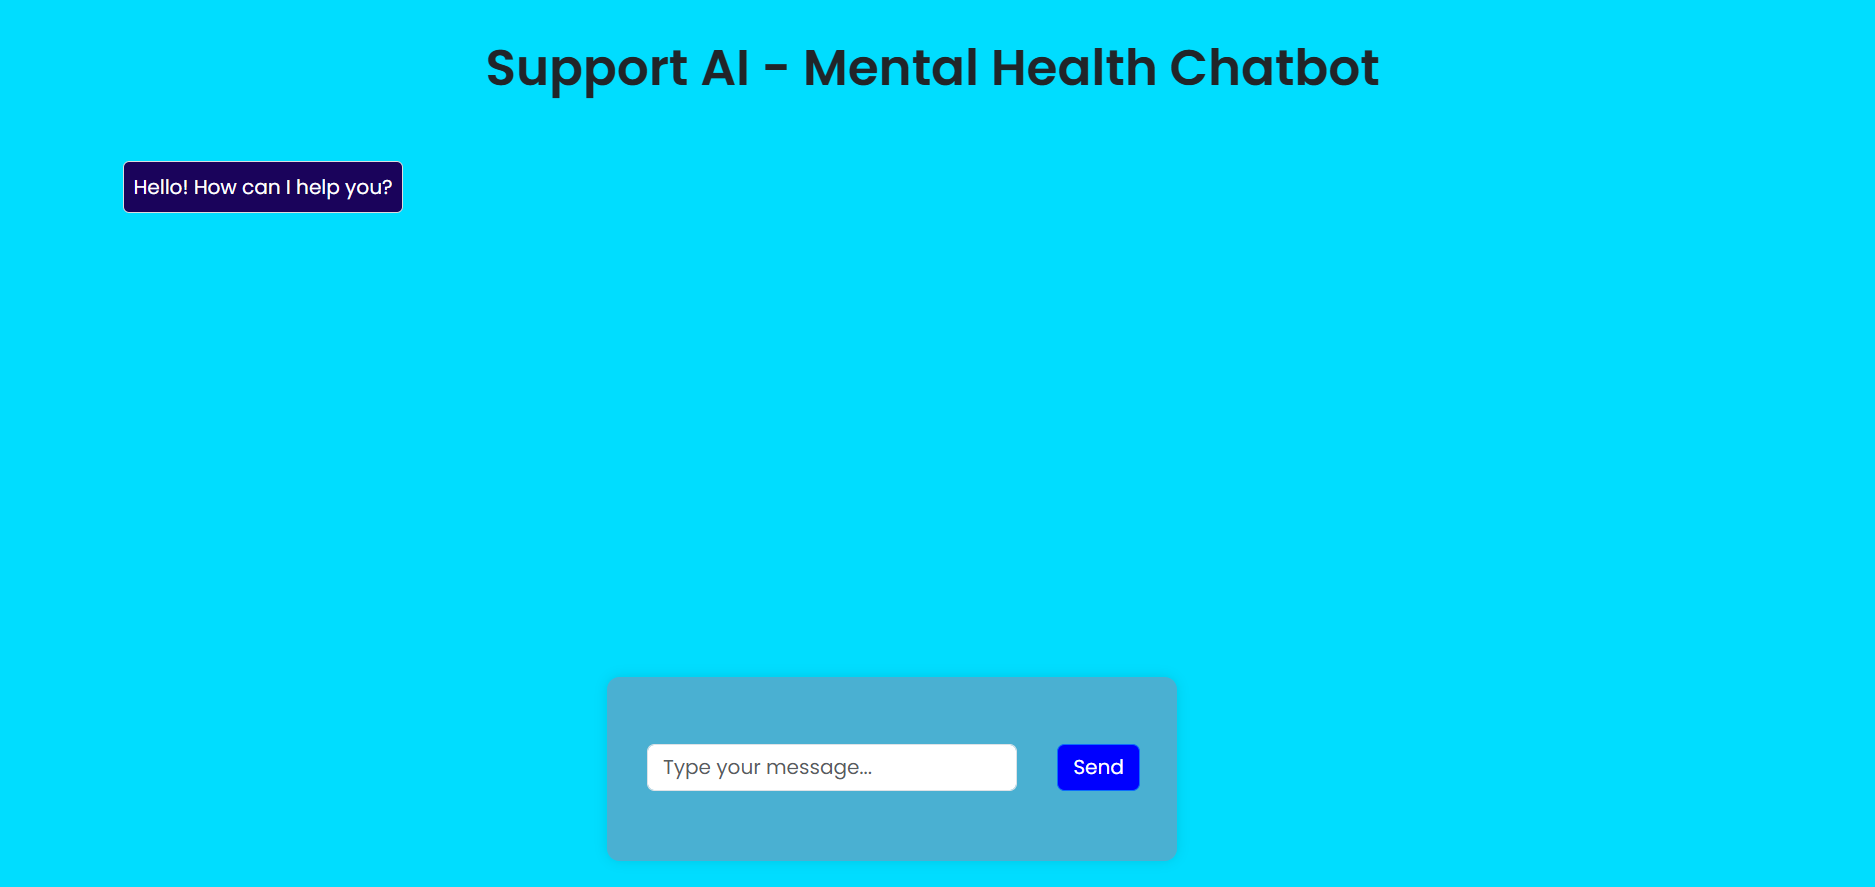 Support AI - Mental Health Chatbot
Hello! How can I help you?
Type your message...
Send